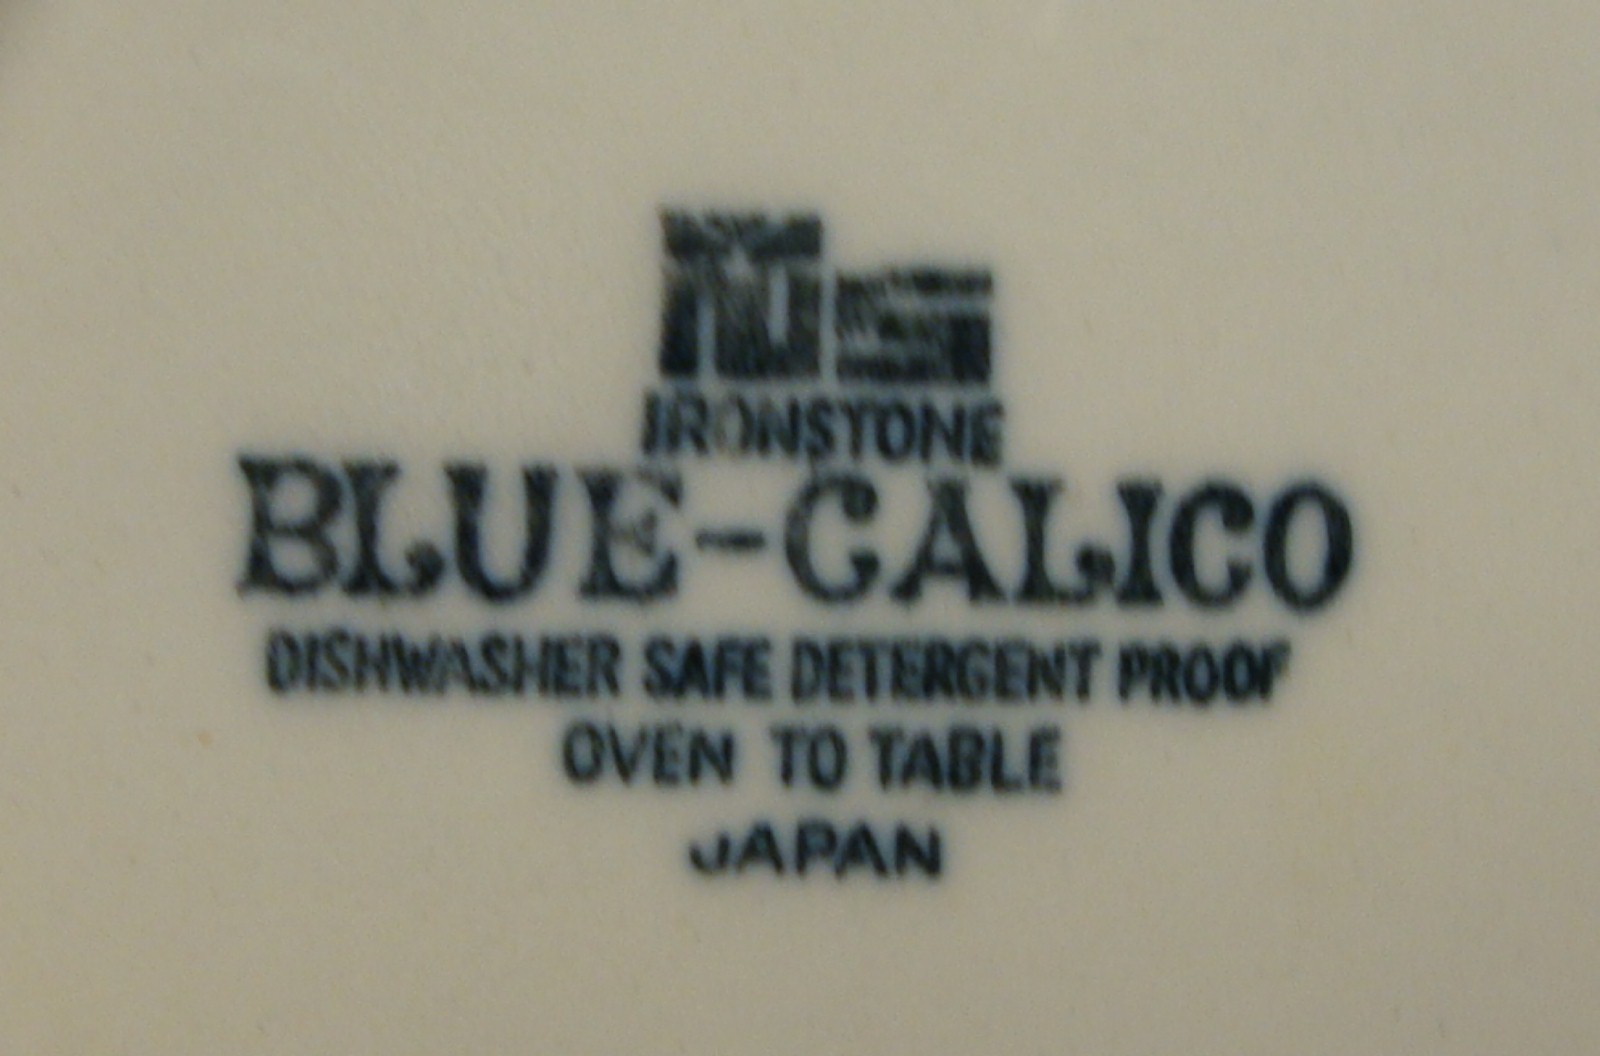 IRONSTONE
BLUE-CALICO
DISHWASHER SAFE DETERGENT PROOF
OVEN TO TABLE
JAPAN